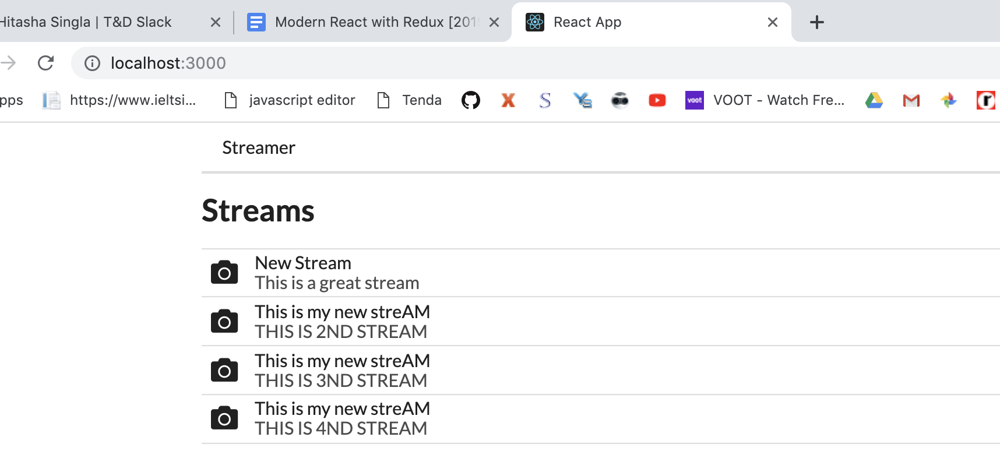 Hitasha Singla | T&D Slack
Modern React with Redux [2019
React App
localhost:3000
pps
https://www.ieltsi...
javascript editor
Tenda
voot
VOOT - Watch Fre...
r
Streamer
Streams
New Stream
This is a great stream
This is my new streAM
THIS IS 2ND STREAM
This is my new streAM
THIS IS 3ND STREAM
This is my new streAM
THIS IS 4ND STREAM